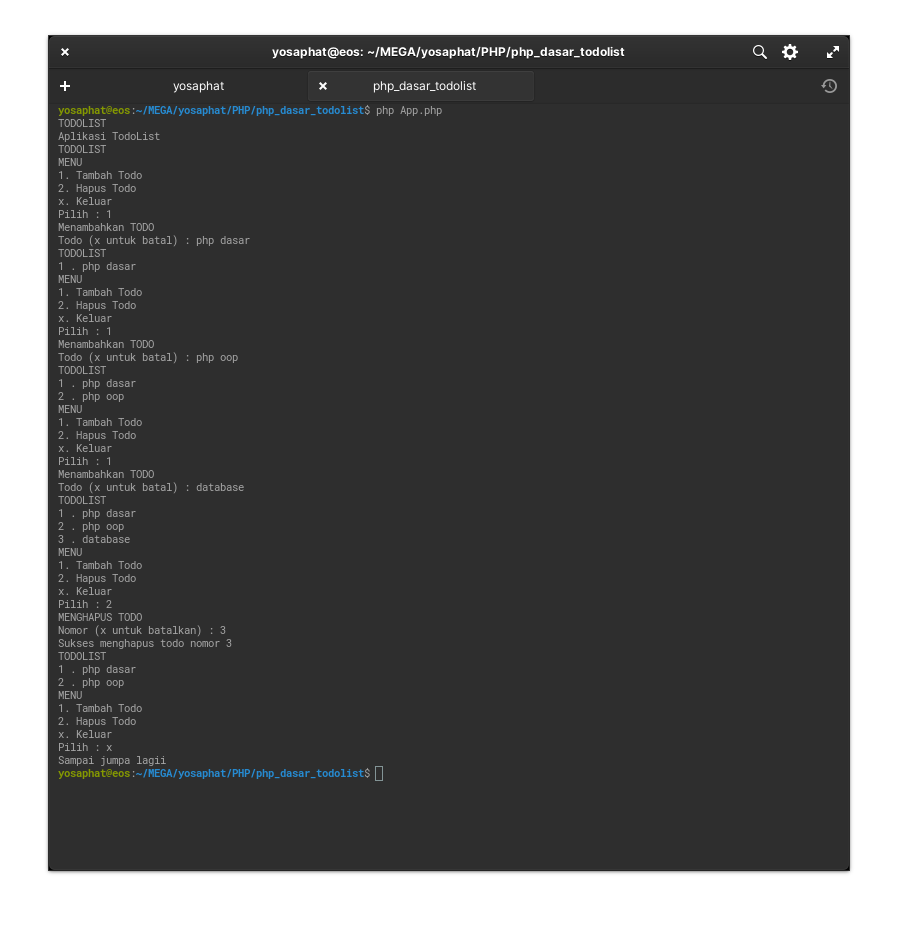 yosaphat@eos: ~/MEGA/yosaphat/PHP/php_dasar_todolist
yosaphat
php_dasar_todolist
yosaphat@eos:~/MEGA/yosaphat/PHP/php_dasar_todolist$ php App.php
TODOLIST
Aplikasi TodoList
TODOLIST
MENU
1. Tambah Todo
2. Hapus Todo
x. Keluar
Pilih : 1
Menambahkan TODO
Todo (x untuk batal) : php dasar
TODOLIST
1 . php dasar
MENU
1. Tambah Todo
2. Hapus Todo
x. Keluar
Pilih : 1
Menambahkan TODO
Todo (x untuk batal) : php oop
TODOLIST
1 . php dasar
2 . php oop
MENU
1. Tambah Todo
2. Hapus Todo
x. Keluar
Pilih : 1
Menambahkan TODO
Todo (x untuk batal) : database
TODOLIST
1 . php dasar
2 . php oop
3 . database
MENU
1. Tambah Todo
2. Hapus Todo
x. Keluar
Pilih : 2
MENGHAPUS TODO
Nomor (x untuk batalkan) : 3
Sukses menghapus todo nomor 3
TODOLIST
1 . php dasar
2 . php oop
MENU
1. Tambah Todo
2. Hapus Todo
x. Keluar
Pilih : x
Sampai jumpa lagii
yosaphat@eos:~/MEGA/yosaphat/PHP/php_dasar_todolist$